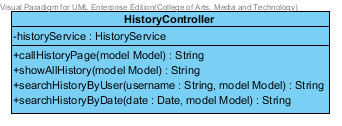 Visual Paradigm for UML Enterprise Edition(College of Arts, Media and Technology)
HistoryController
-historyService : HistoryService
+callHistoryPage(model Model) : String
+showAllHistory(model Model) : String
+searchHistoryByUser(username : String, model Model) : String
+searchHistoryByDate(date : Date, model Model) : String